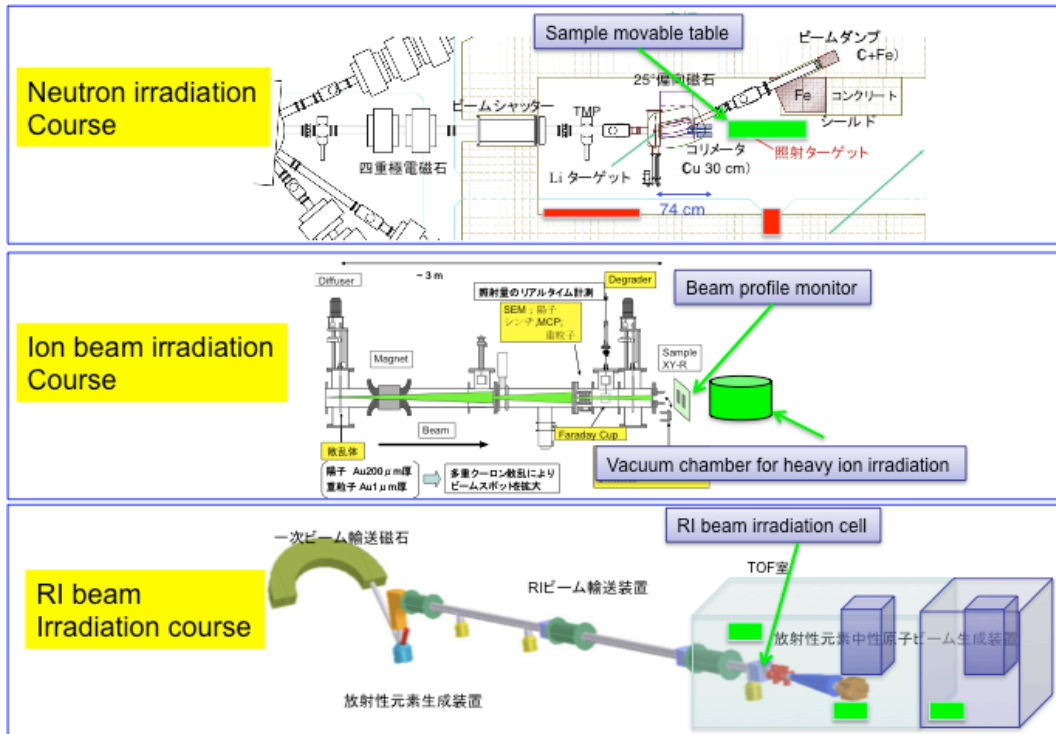 Neutron irradiation
Course
Sample movable table
ビームダンプ
C+Fe)
25°偏向磁石
ビームシャッター
TMP
Fe
コンクリート
シールド
四重極電磁石
コリメータ
Cu 30 cm)
照射ターゲット
Li ターゲット
74 cm
Ion beam irradiation
Course
~ 3 m
Diffuser
照射量のリアルタイム計測
Degrader
Beam profile monitor
SEM ; 陽子
シンチ,MCP;
重粒子
Magnet
Sample
XY-R
Beam
Faraday Cup
散乱体
陽子 Au200μm厚
重粒子 Au1μm厚
多重クーロン散乱により
ビームスポットを拡大
Vacuum chamber for heavy ion irradiation
RI beam
Irradiation course
一次ビーム輸送磁石
RI beam irradiation cell
TOF室
RIビーム輸送装置
放射性元素中性原子ビーム生成装置
放射性元素生成装置